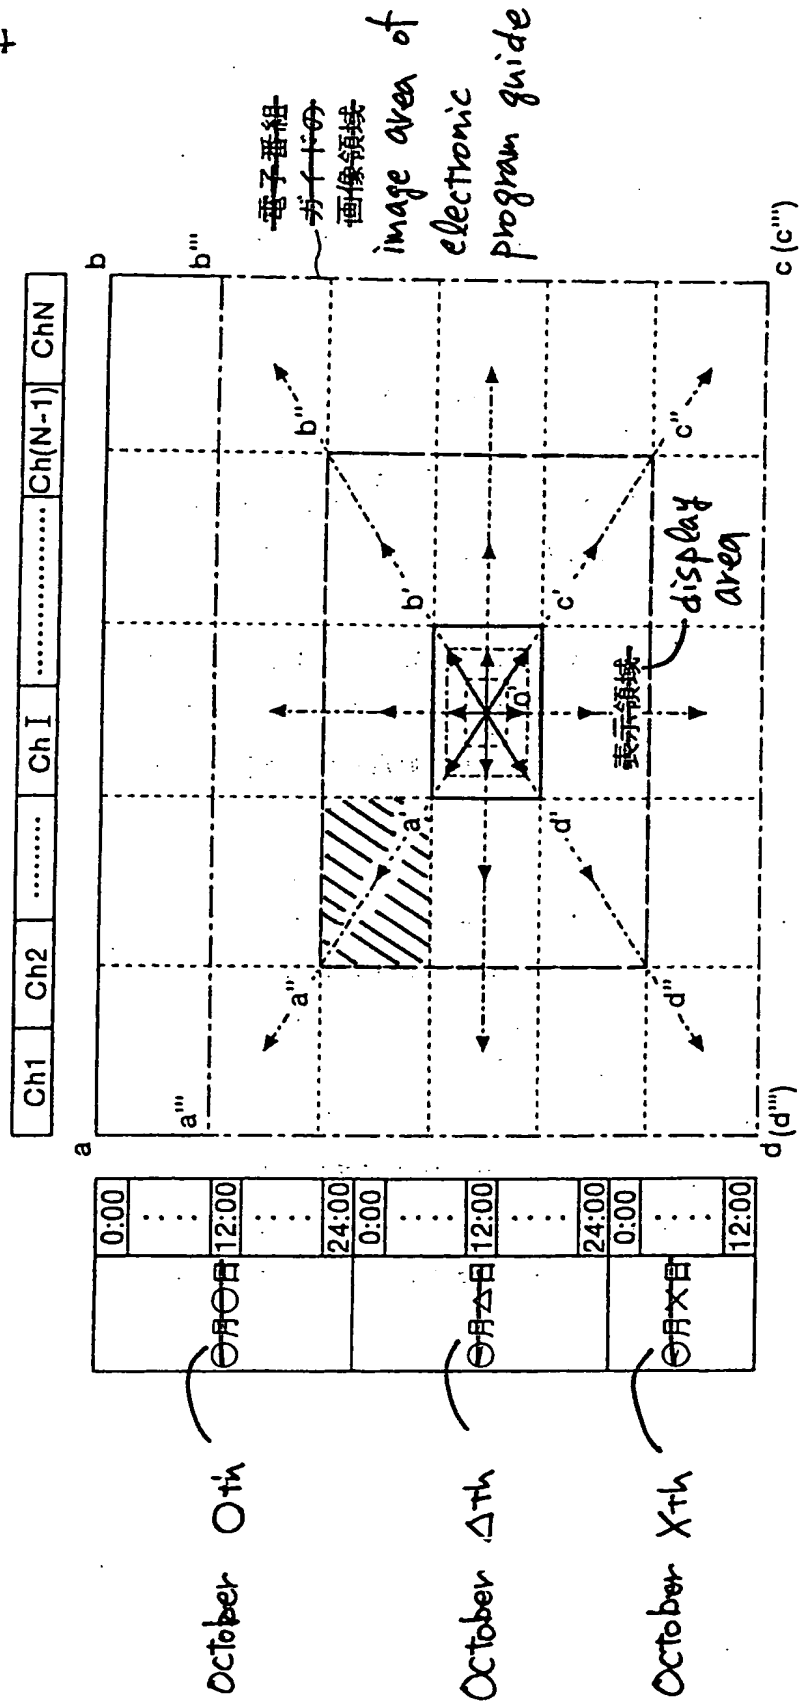 Ch1 Ch2 ........ Ch I ................ Ch(N-1) ChN
a b
a''' b'''
a'' b''
a b'
o'
d' c'
d'' c''
d (d''') c (c''')
電子番組
ガイドの
画像領域
image area of
electronic
program guide
表示領域
display
area
0:00
.....
12:00
.....
24:00
0:00
.....
12:00
.....
24:00
0:00
.....
12:00
○月○日
○月△日
○月×日
October Oth
October △th
October Xth